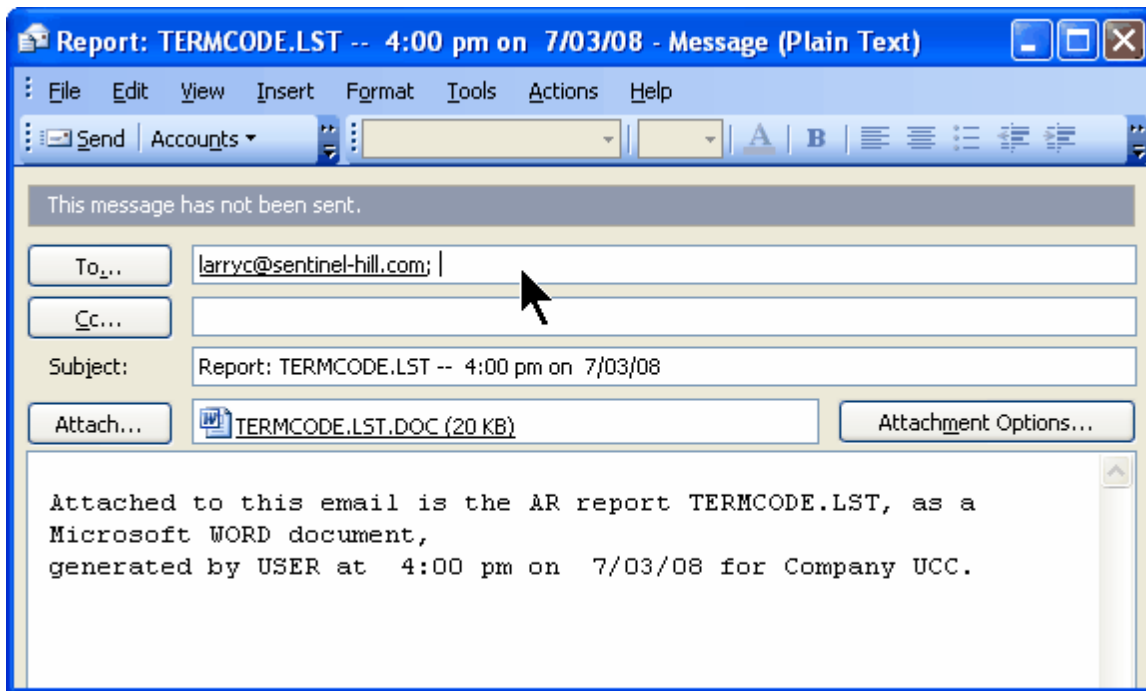 Report: TERMCODE.LST -- 4:00 pm on 7/03/08 - Message (Plain Text)
File Edit View Insert Format Tools Actions Help
Send Accounts A B
This message has not been sent.
To... larryc@sentinel-hill.com;
Cc...
Subject: Report: TERMCODE.LST -- 4:00 pm on 7/03/08
Attach... TERMCODE.LST.DOC (20 KB) Attachment Options...
Attached to this email is the AR report TERMCODE.LST, as a
Microsoft WORD document,
generated by USER at 4:00 pm on 7/03/08 for Company UCC.